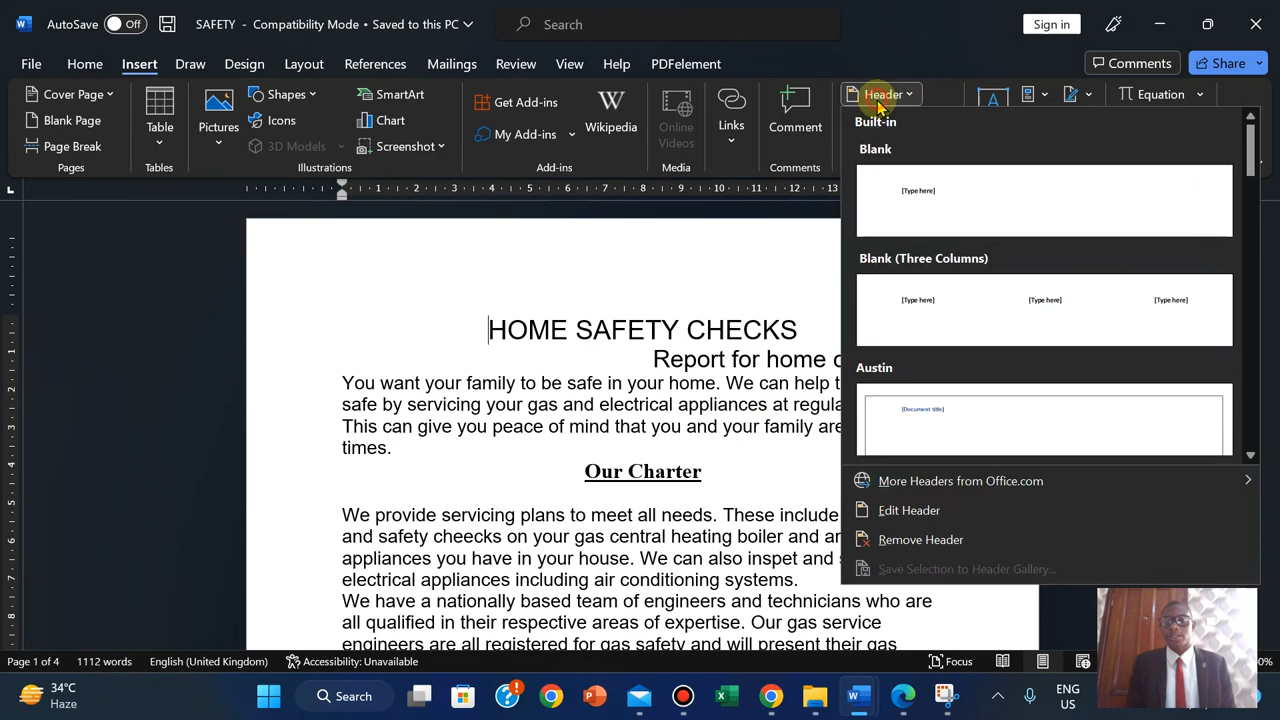 AutoSave Off SAFETY - Compatibility Mode • Saved to this PC Search Sign in
File Home Insert Draw Design Layout References Mailings Review View Help PDFelement Comments Share
Cover Page
Blank Page
Page Break
Pages
Table
Tables
Pictures
Shapes
Icons
3D Models
SmartArt
Chart
Screenshot
Illustrations
Get Add-ins
My Add-ins
Wikipedia
Add-ins
Online
Videos
Media
Links
Comment
Comments
Header
Equation
Built-in
Blank
[Type here]
Blank (Three Columns)
[Type here] [Type here] [Type here]
Austin
[Document title]
More Headers from Office.com
Edit Header
Remove Header
Save Selection to Header Gallery...
HOME SAFETY CHECKS
Report for home
You want your family to be safe in your home. We can help
safe by servicing your gas and electrical appliances at
This can give you peace of mind that you and your family are
times.
Our Charter
We provide servicing plans to meet all needs. These include
and safety cheecks on your gas central heating boiler and
appliances you have in your house. We can also inspet and
electrical appliances including air conditioning systems.
We have a nationally based team of engineers and technicians who are
all qualified in their respective areas of expertise. Our gas service
engineers are all registered for gas safety and will present their gas
Page 1 of 4 1112 words English (United Kingdom) Accessibility: Unavailable Focus
34°C
Haze
Search
ENG
US